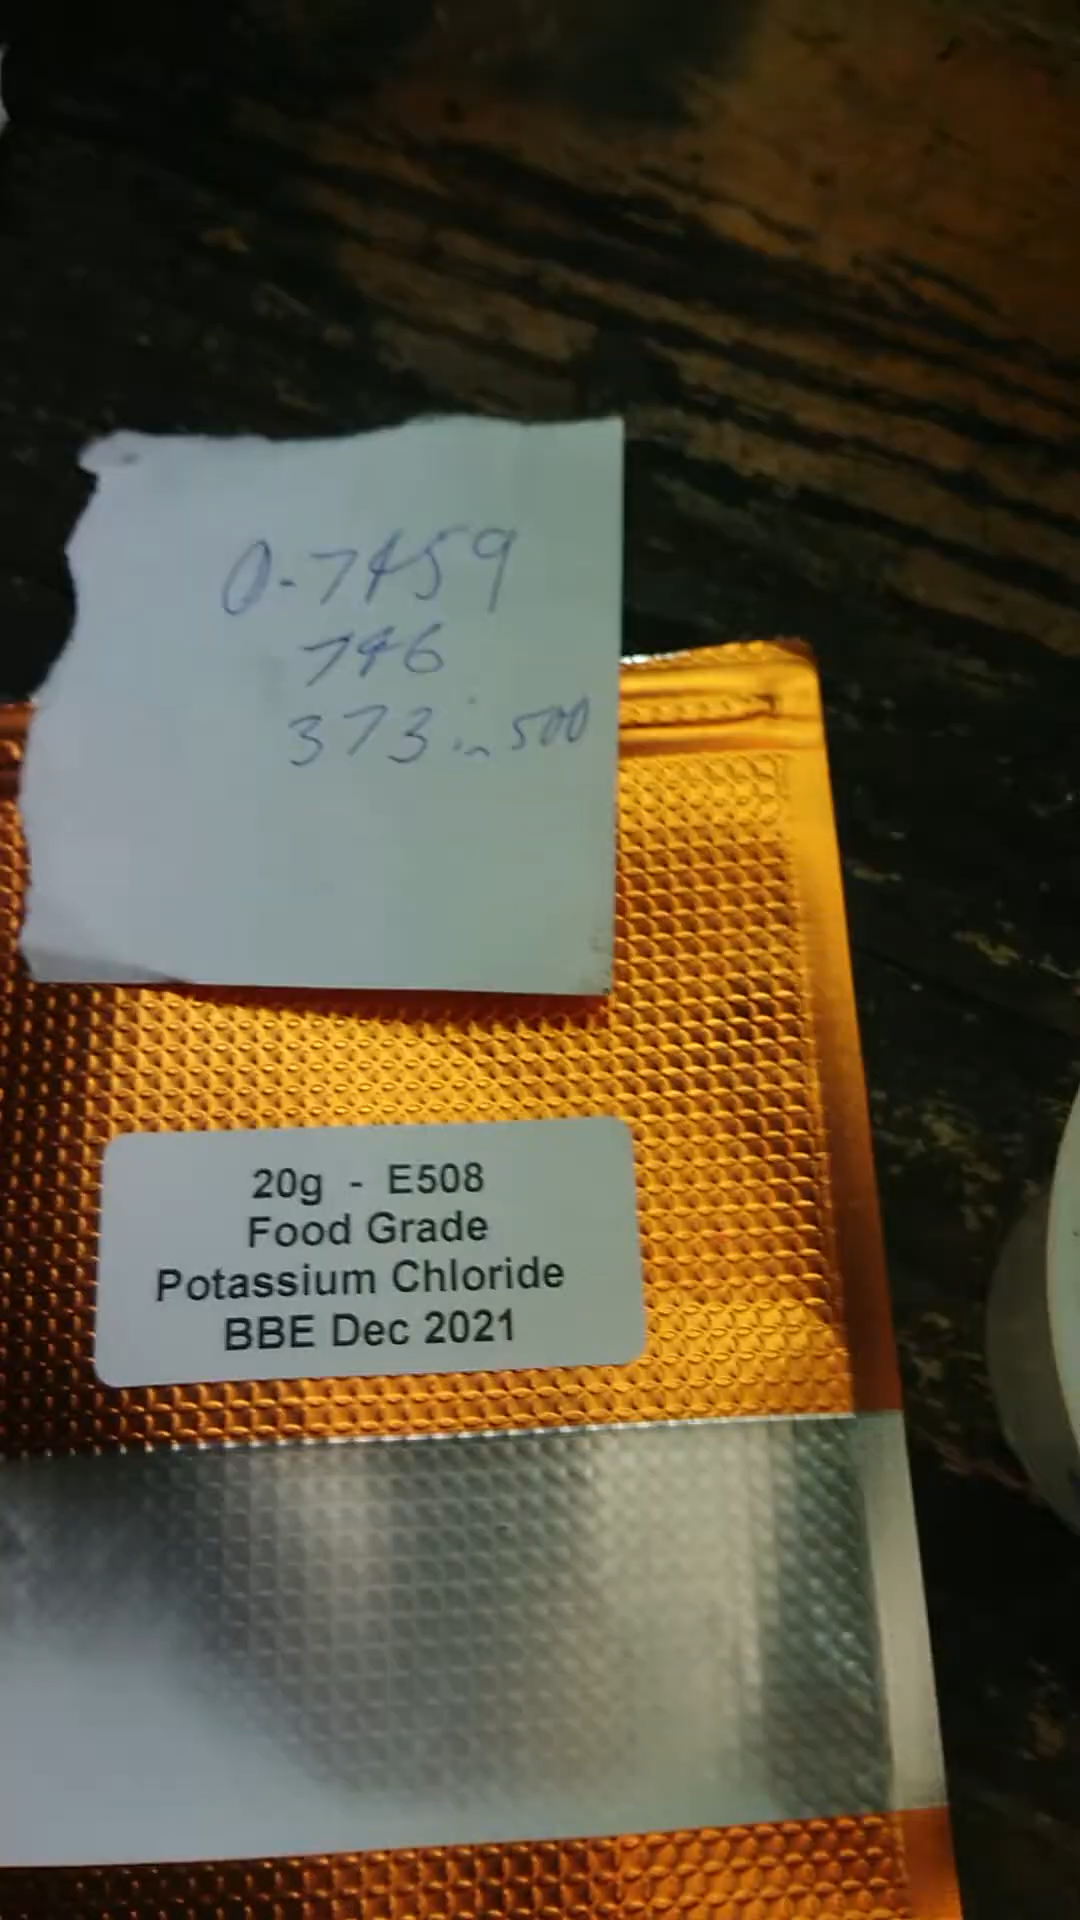 0.7459
746
373 in 500
20g - E508
Food Grade
Potassium Chloride
BBE Dec 2021